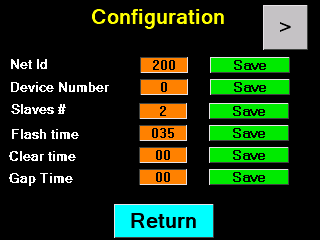 Configuration >
Net Id 200 Save
Device Number 0 Save
Slaves # 2 Save
Flash time 035 Save
Clear time 00 Save
Gap Time 00 Save
Return